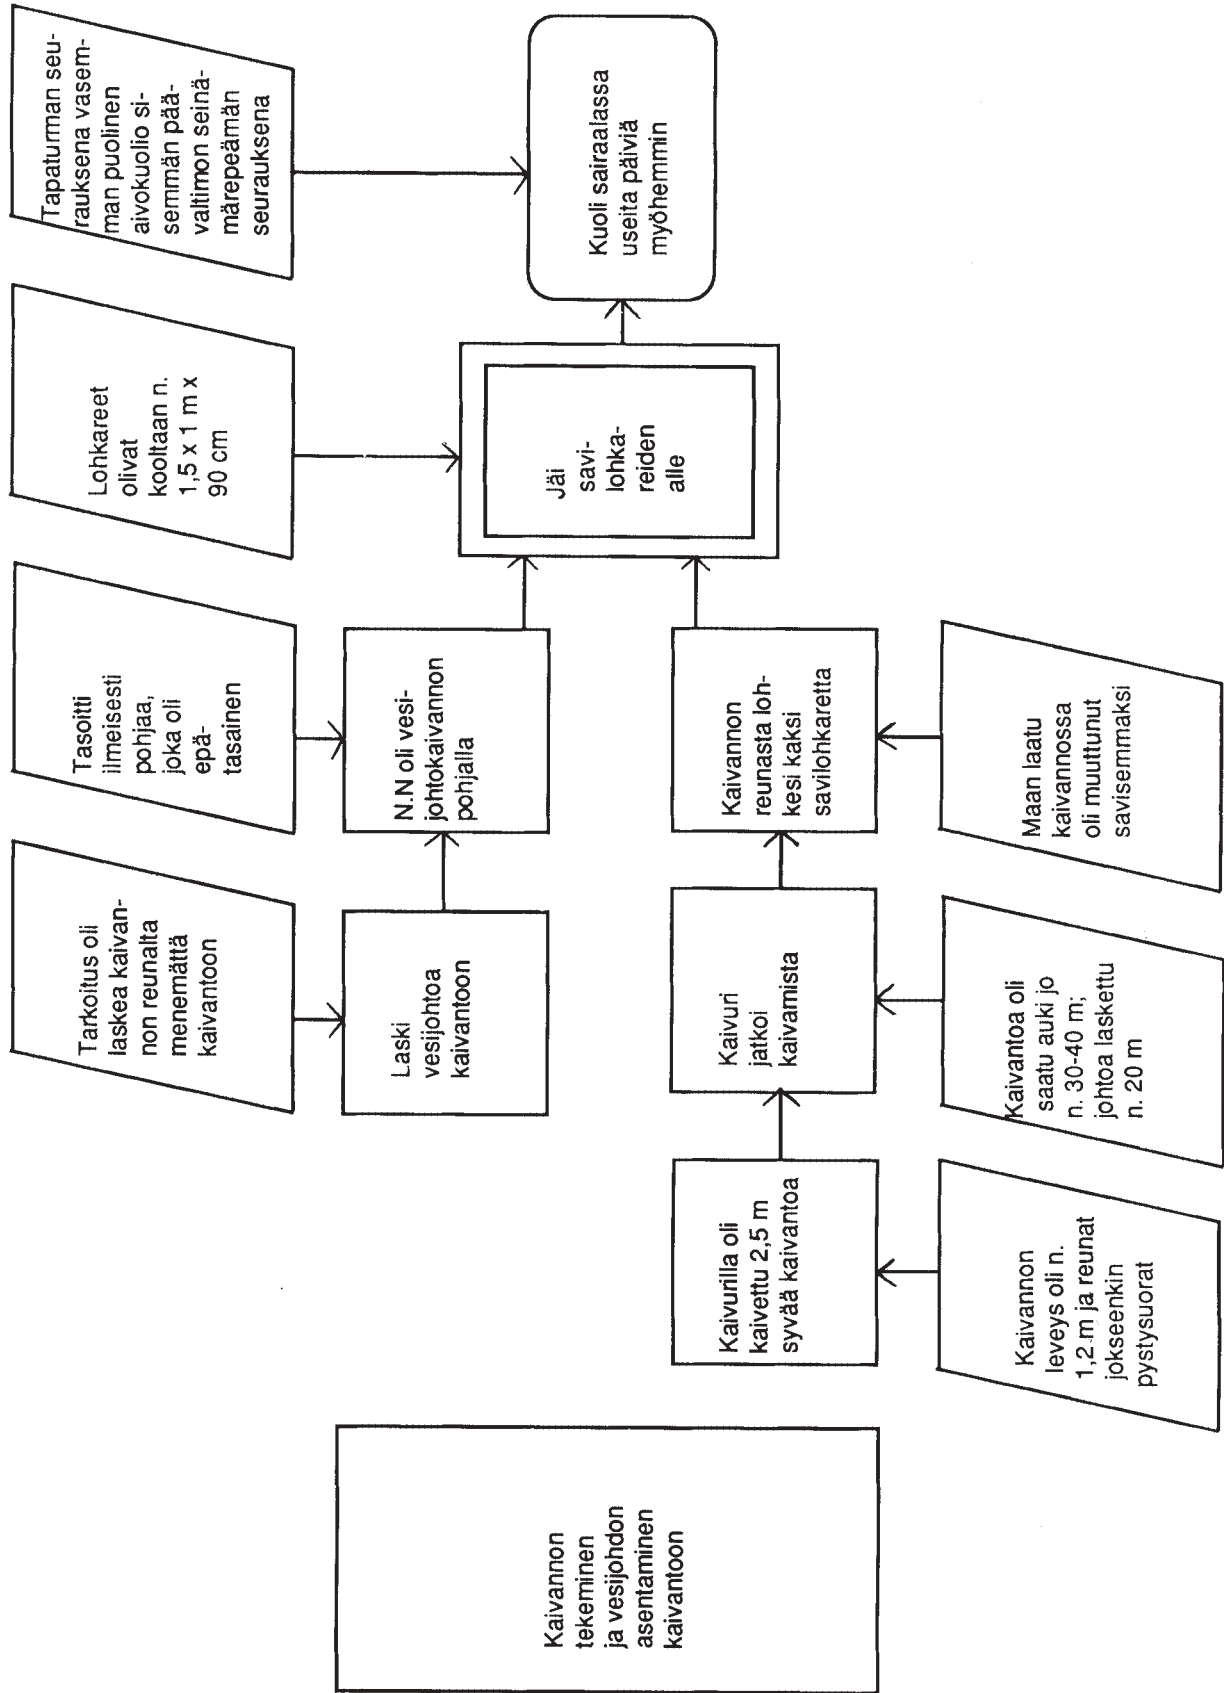 Kaivannon
tekeminen
ja vesijohdon
asentaminen
kaivantoon
Tarkoitus oli
laskea kaivan-
non reunalta
menemättä
kaivantoon
Laski
vesijohtoa
kaivantoon
Tasoitti
ilmeisesti
pohjaa,
joka oli
epä-
tasainen
N.N oli vesi-
johtokaivannon
pohjalla
Kaivurilla oli
kaivettu 2,5 m
syvää kaivantoa
Kaivannon
leveys oli n.
1,2 m ja reunat
jokseenkin
pystysuorat
Kaivuri
jatkoi
kaivamista
Kaivantoa oli
saatu auki jo
n. 30-40 m;
johtoa laskettu
n. 20 m
Kaivannon
reunasta loh-
kesi kaksi
savilohkaretta
Maan laatu
kaivannossa
oli muuttunut
savisemmaksi
Lohkareet
olivat
kooltaan n.
1,5 x 1 m x
90 cm
Jäi
savi-
lohka-
reiden
alle
Tapaturman seu-
rauksena vasem-
man puolinen
aivokuolio si-
semmän pää-
valtimon seinä-
märepeämän
seurauksena
Kuoli sairaalassa
useita päiviä
myöhemmin